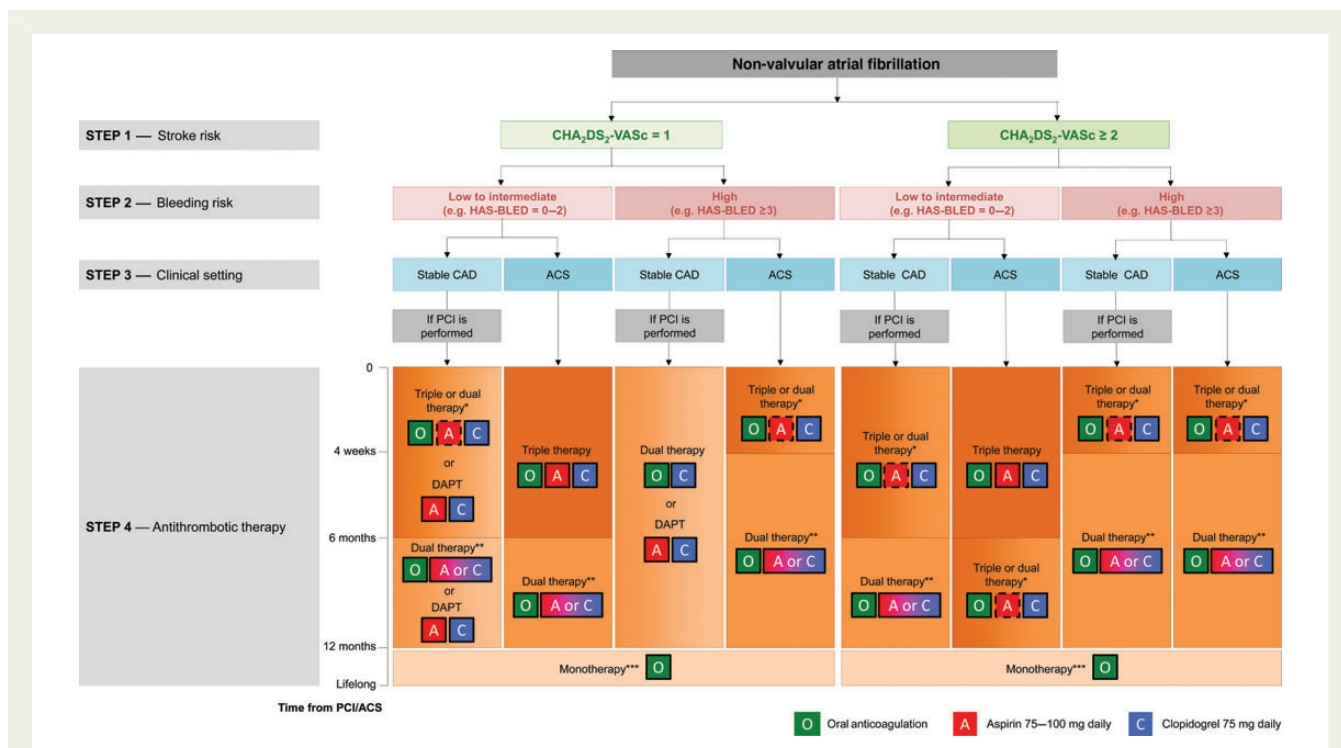 Non-valvular atrial fibrillation
STEP 1 — Stroke risk
CHA₂DS₂-VASc = 1
CHA₂DS₂-VASc ≥ 2
STEP 2 — Bleeding risk
Low to intermediate
(e.g. HAS-BLED = 0–2)
High
(e.g. HAS-BLED ≥3)
Low to intermediate
(e.g. HAS-BLED = 0–2)
High
(e.g. HAS-BLED ≥3)
STEP 3 — Clinical setting
Stable CAD
ACS
Stable CAD
ACS
Stable CAD
ACS
Stable CAD
ACS
If PCI is
performed
If PCI is
performed
If PCI is
performed
If PCI is
performed
STEP 4 — Antithrombotic therapy
0
4 weeks
6 months
12 months
Lifelong
Time from PCI/ACS
Triple or dual
therapy*
O A C
or
DAPT
A C
Dual therapy**
O A or C
or
DAPT
A C
Triple therapy
O A C
Dual therapy**
O A or C
Dual therapy
O C
or
DAPT
A C
Triple or dual
therapy*
O A C
Dual therapy**
O A or C
Triple or dual
therapy*
O A C
Dual therapy**
O A or C
Triple therapy
O A C
Triple or dual
therapy*
O A C
Triple or dual
therapy*
O A C
Dual therapy**
O A or C
Triple or dual
therapy*
O A C
Dual therapy**
O A or C
Monotherapy*** O
Monotherapy*** O
O Oral anticoagulation
A Aspirin 75–100 mg daily
C Clopidogrel 75 mg daily